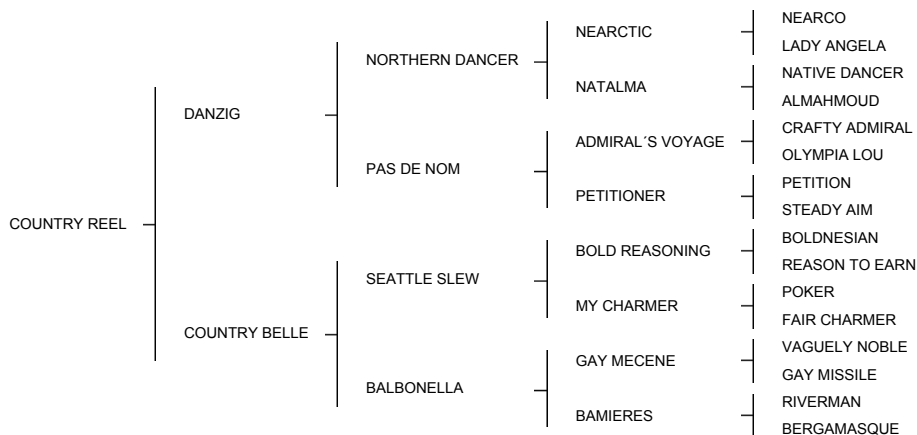 NEARCO
NEARCTIC
LADY ANGELA
NORTHERN DANCER
NATIVE DANCER
NATALMA
ALMAHMOUD
DANZIG
CRAFTY ADMIRAL
ADMIRAL´S VOYAGE
OLYMPIA LOU
PAS DE NOM
PETITION
PETITIONER
STEADY AIM
COUNTRY REEL
BOLDNESIAN
BOLD REASONING
REASON TO EARN
SEATTLE SLEW
POKER
MY CHARMER
FAIR CHARMER
COUNTRY BELLE
VAGUELY NOBLE
GAY MECENE
GAY MISSILE
BALBONELLA
RIVERMAN
BAMIERES
BERGAMASQUE